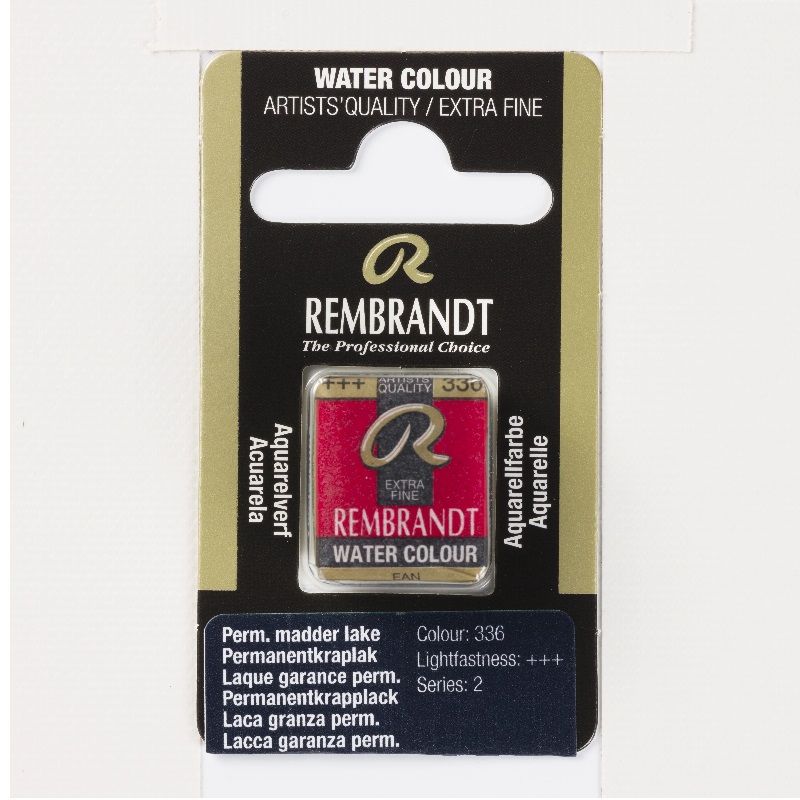 WATER COLOUR
ARTISTS'QUALITY / EXTRA FINE
R
REMBRANDT
The Professional Choice
+++ ARTISTS' QUALITY 336
R
EXTRA
FINE
REMBRANDT
WATER COLOUR
EAN
Aquarelverf
Acuarela
Aquarellfarbe
Aquarelle
Perm. madder lake
Permanentkraplak
Laque garance perm.
Permanentkrapplack
Laca granza perm.
Lacca garanza perm.
Colour: 336
Lightfastness: +++
Series: 2